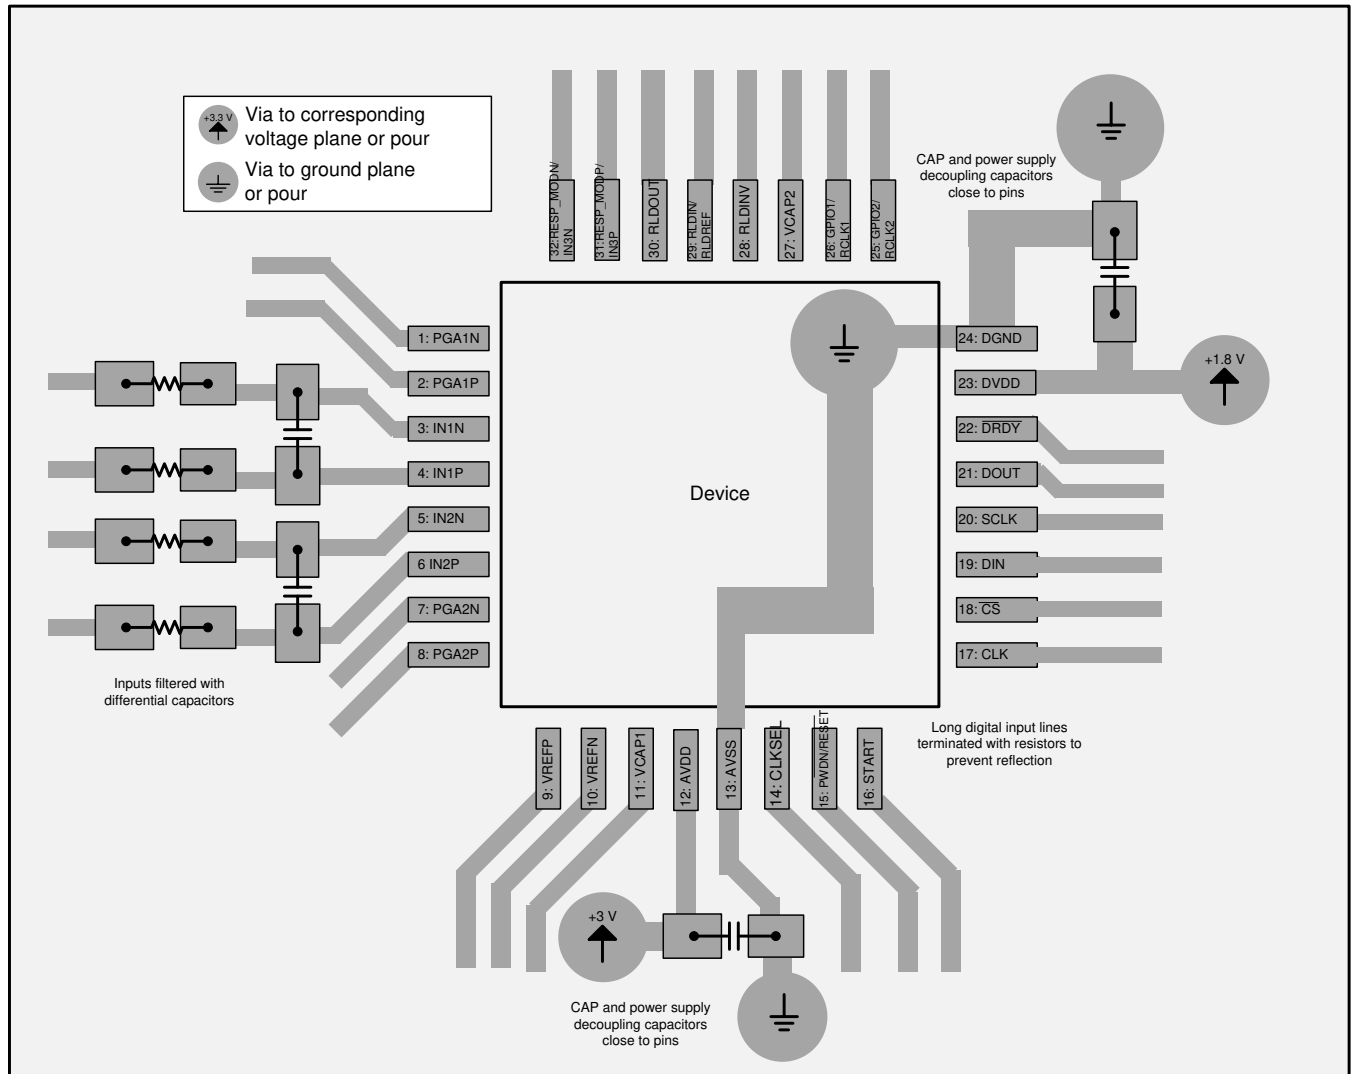 +3.3 V
Via to corresponding
voltage plane or pour
Via to ground plane
or pour
32:RESP_MODN/
IN3N
31:RESP_MODP/
IN3P
30: RLDOUT
29: RLDIN/
RLDREF
28: RLDINV
27: VCAP2
26: GPIO1/
RCLK1
25: GPIO2/
RCLK2
CAP and power supply
decoupling capacitors
close to pins
1: PGA1N
2: PGA1P
3: IN1N
4: IN1P
5: IN2N
6 IN2P
7: PGA2N
8: PGA2P
Inputs filtered with
differential capacitors
Device
24: DGND
23: DVDD
22: DRDY
21: DOUT
20: SCLK
19: DIN
18: CS
17: CLK
+1.8 V
Long digital input lines
terminated with resistors to
prevent reflection
9: VREFP
10: VREFN
11: VCAP1
12: AVDD
13: AVSS
14: CLKSEL
15: PWDN/RESET
16: START
+3 V
CAP and power supply
decoupling capacitors
close to pins